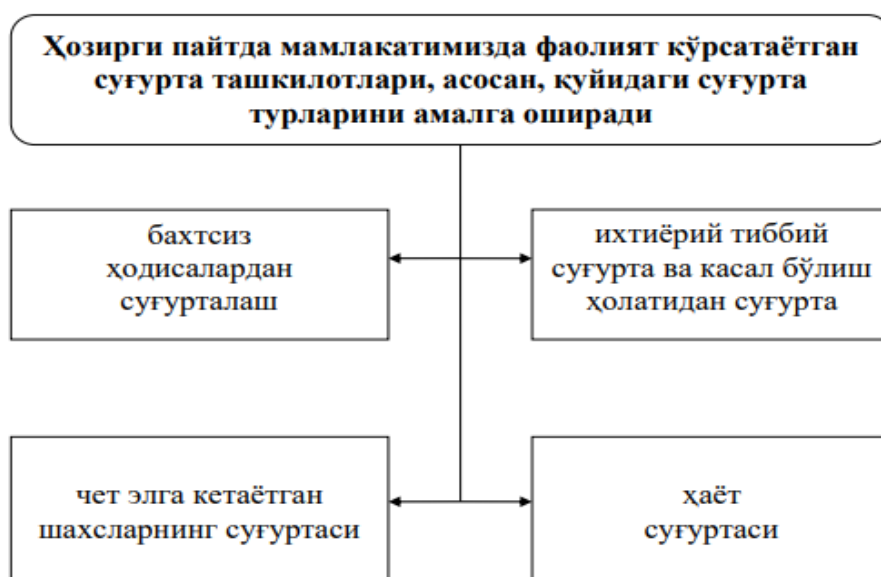 Ҳозирги пайтда мамлакатимизда фаолият кўрсатаётган
суғурта ташкилотлари, асосан, қуйидаги суғурта
турларини амалга оширади
бахтсиз
ҳодисалардан
суғурталаш
ихтиёрий тиббий
суғурта ва касал бўлиш
ҳолатидан суғурта
чет элга кетаётган
шахсларнинг суғуртаси
ҳаёт
суғуртаси